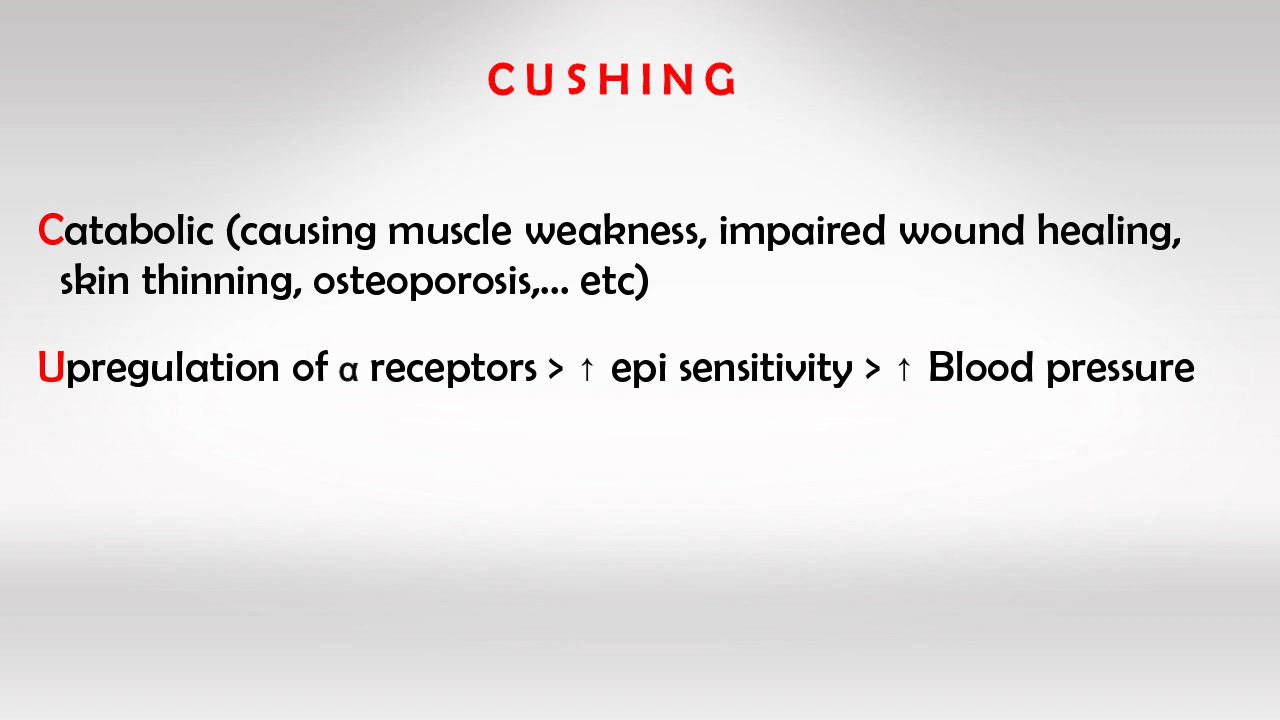 CUSHING
Catabolic (causing muscle weakness, impaired wound healing,
skin thinning, osteoporosis,... etc)
Upregulation of α receptors > ↑ epi sensitivity > ↑ Blood pressure